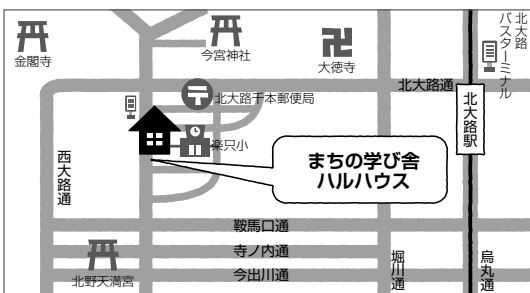 金閣寺
今宮神社
大徳寺
北大路
バスターミナル
北大路千本郵便局
北大路通
北大路駅
楽只小
まちの学び舎
ハルハウス
西大路通
鞍馬口通
寺ノ内通
今出川通
北野天満宮
堀川通
烏丸通